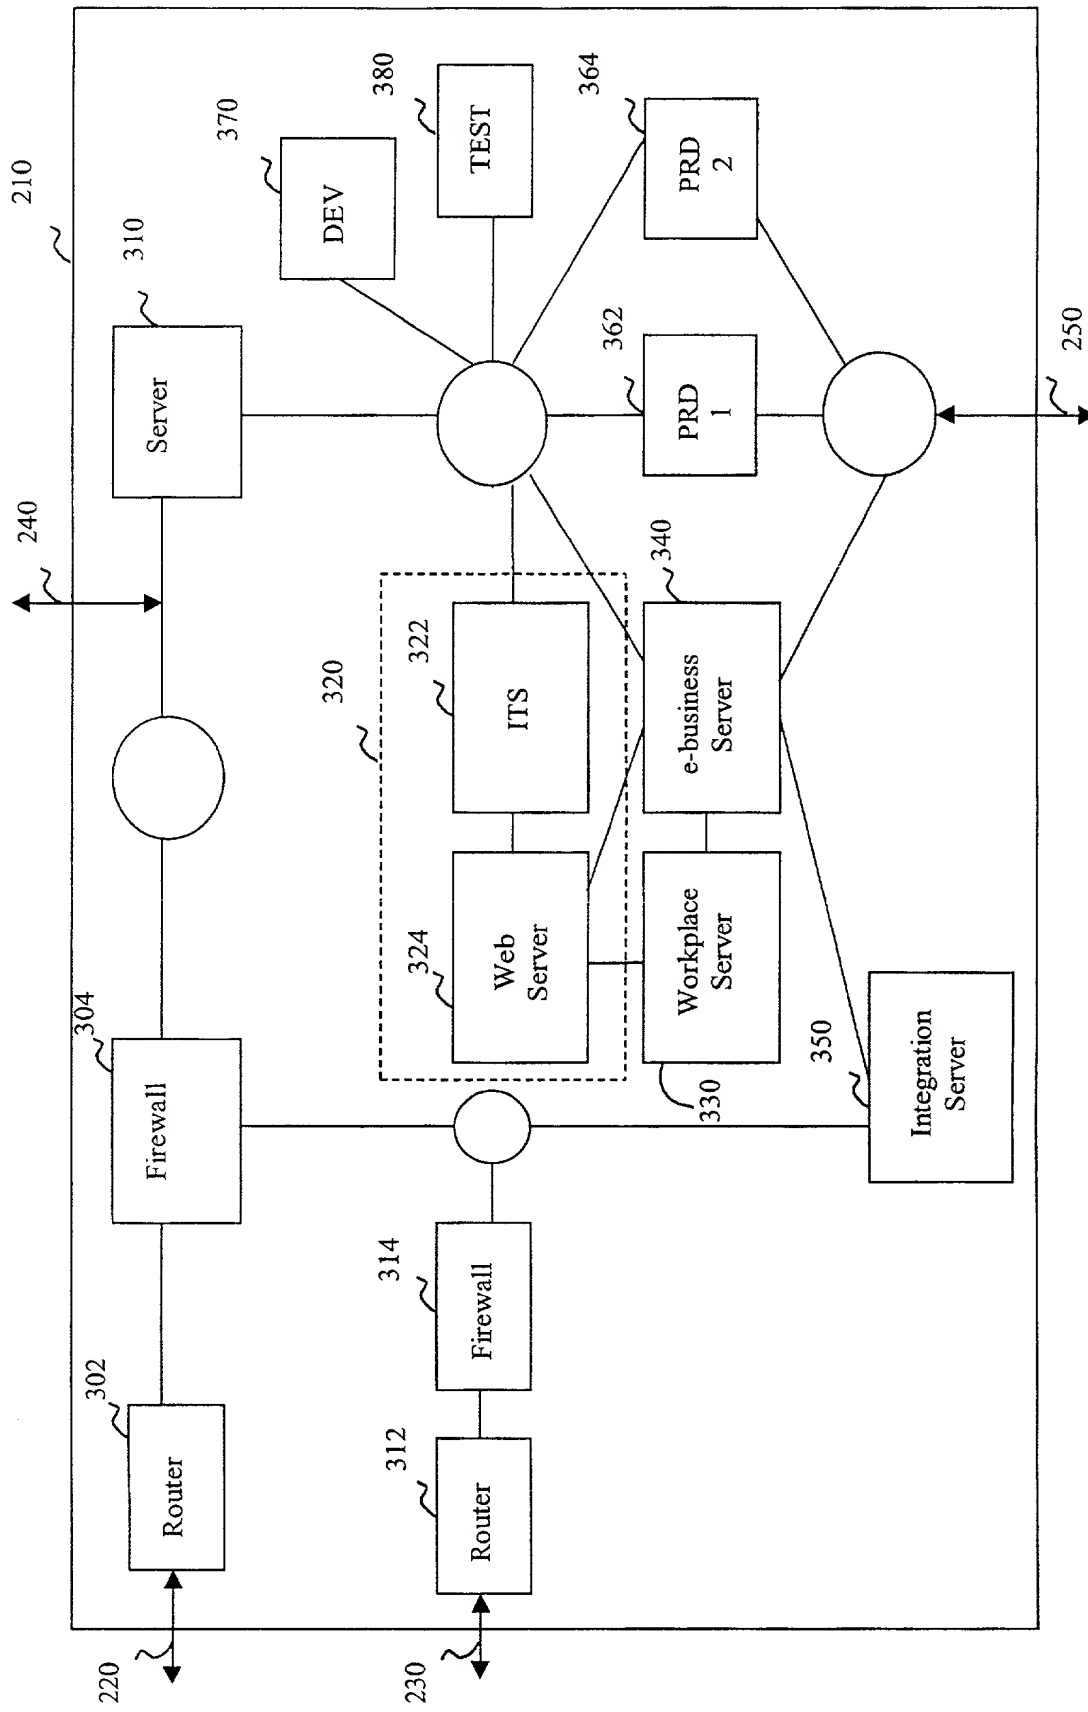 220
Router
302
Firewall
304
240
Server
310
210
230
Router
312
Firewall
314
320
Web
Server
324
ITS
322
DEV
370
TEST
380
Workplace
Server
330
e-business
Server
340
PRD
1
362
PRD
2
364
Integration
Server
350
250